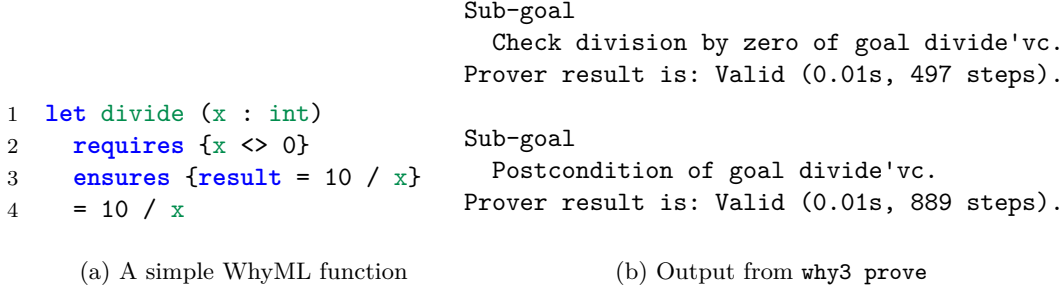 1 let divide (x : int)
2   requires {x <> 0}
3   ensures {result = 10 / x}
4   = 10 / x
(a) A simple WhyML function
Sub-goal
  Check division by zero of goal divide'vc.
Prover result is: Valid (0.01s, 497 steps).
Sub-goal
  Postcondition of goal divide'vc.
Prover result is: Valid (0.01s, 889 steps).
(b) Output from why3 prove